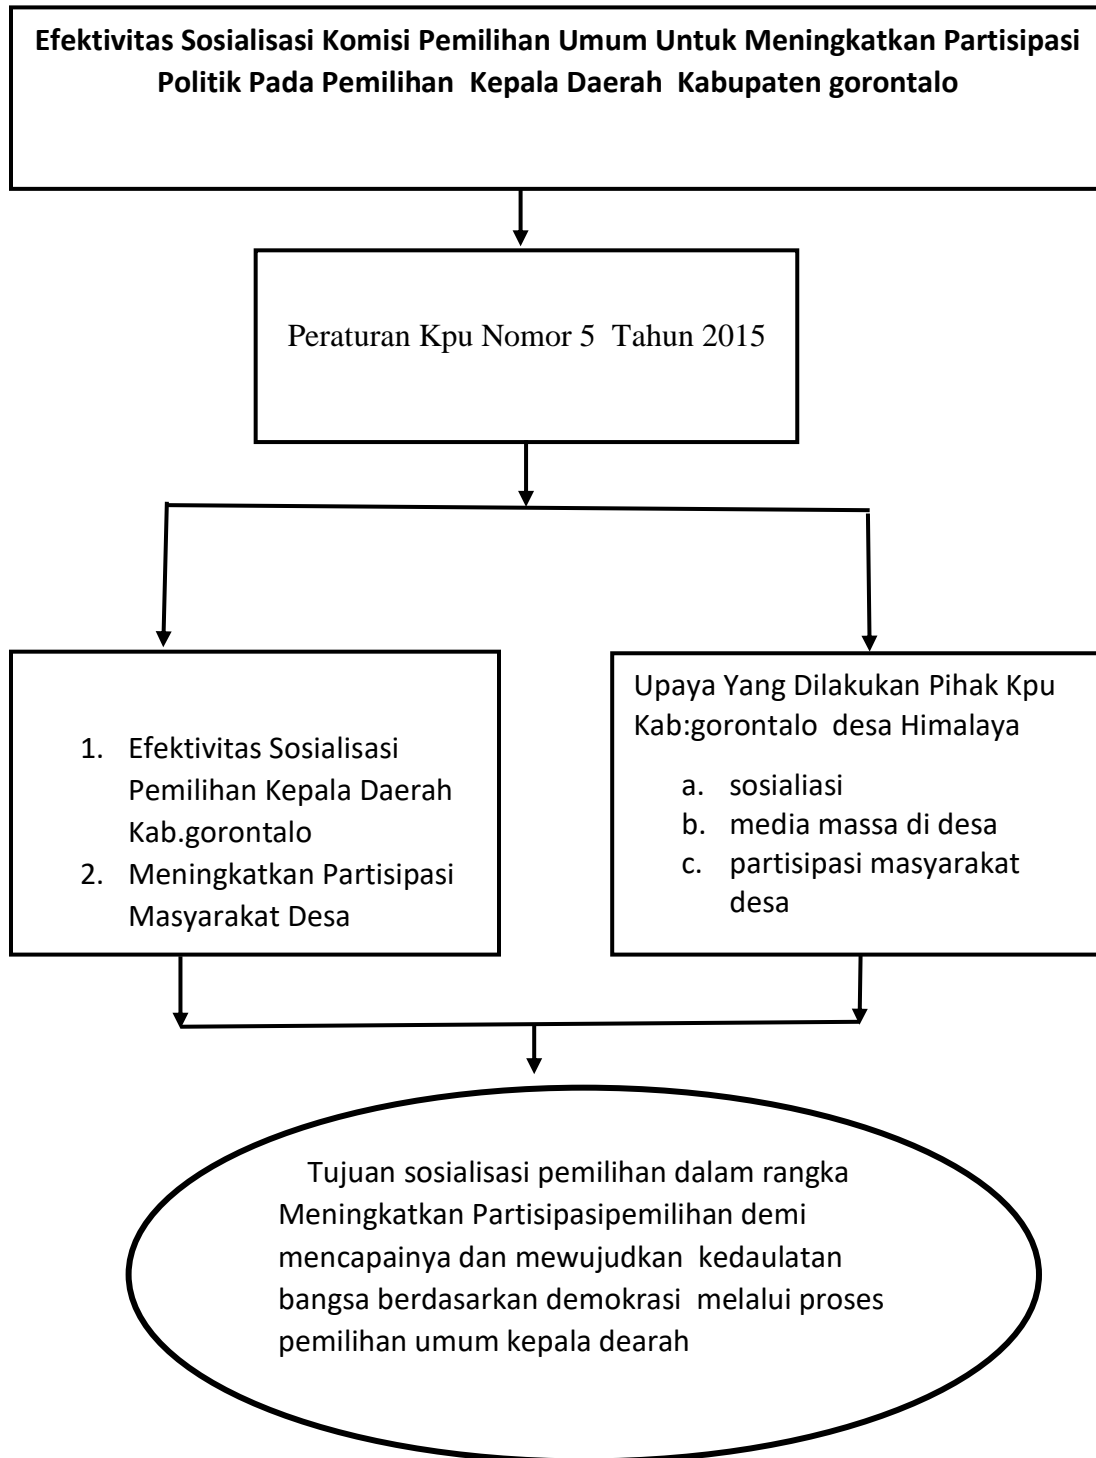 Efektivitas Sosialisasi Komisi Pemilihan Umum Untuk Meningkatkan Partisipasi
Politik Pada Pemilihan  Kepala Daerah  Kabupaten gorontalo
Peraturan Kpu Nomor 5  Tahun 2015
1. Efektivitas Sosialisasi
Pemilihan Kepala Daerah
Kab.gorontalo
2. Meningkatkan Partisipasi
Masyarakat Desa
Upaya Yang Dilakukan Pihak Kpu
Kab:gorontalo  desa Himalaya
a. sosialiasi
b. media massa di desa
c. partisipasi masyarakat
desa
Tujuan sosialisasi pemilihan dalam rangka
Meningkatkan Partisipasipemilihan demi
mencapainya dan mewujudkan  kedaulatan
bangsa berdasarkan demokrasi  melalui proses
pemilihan umum kepala dearah